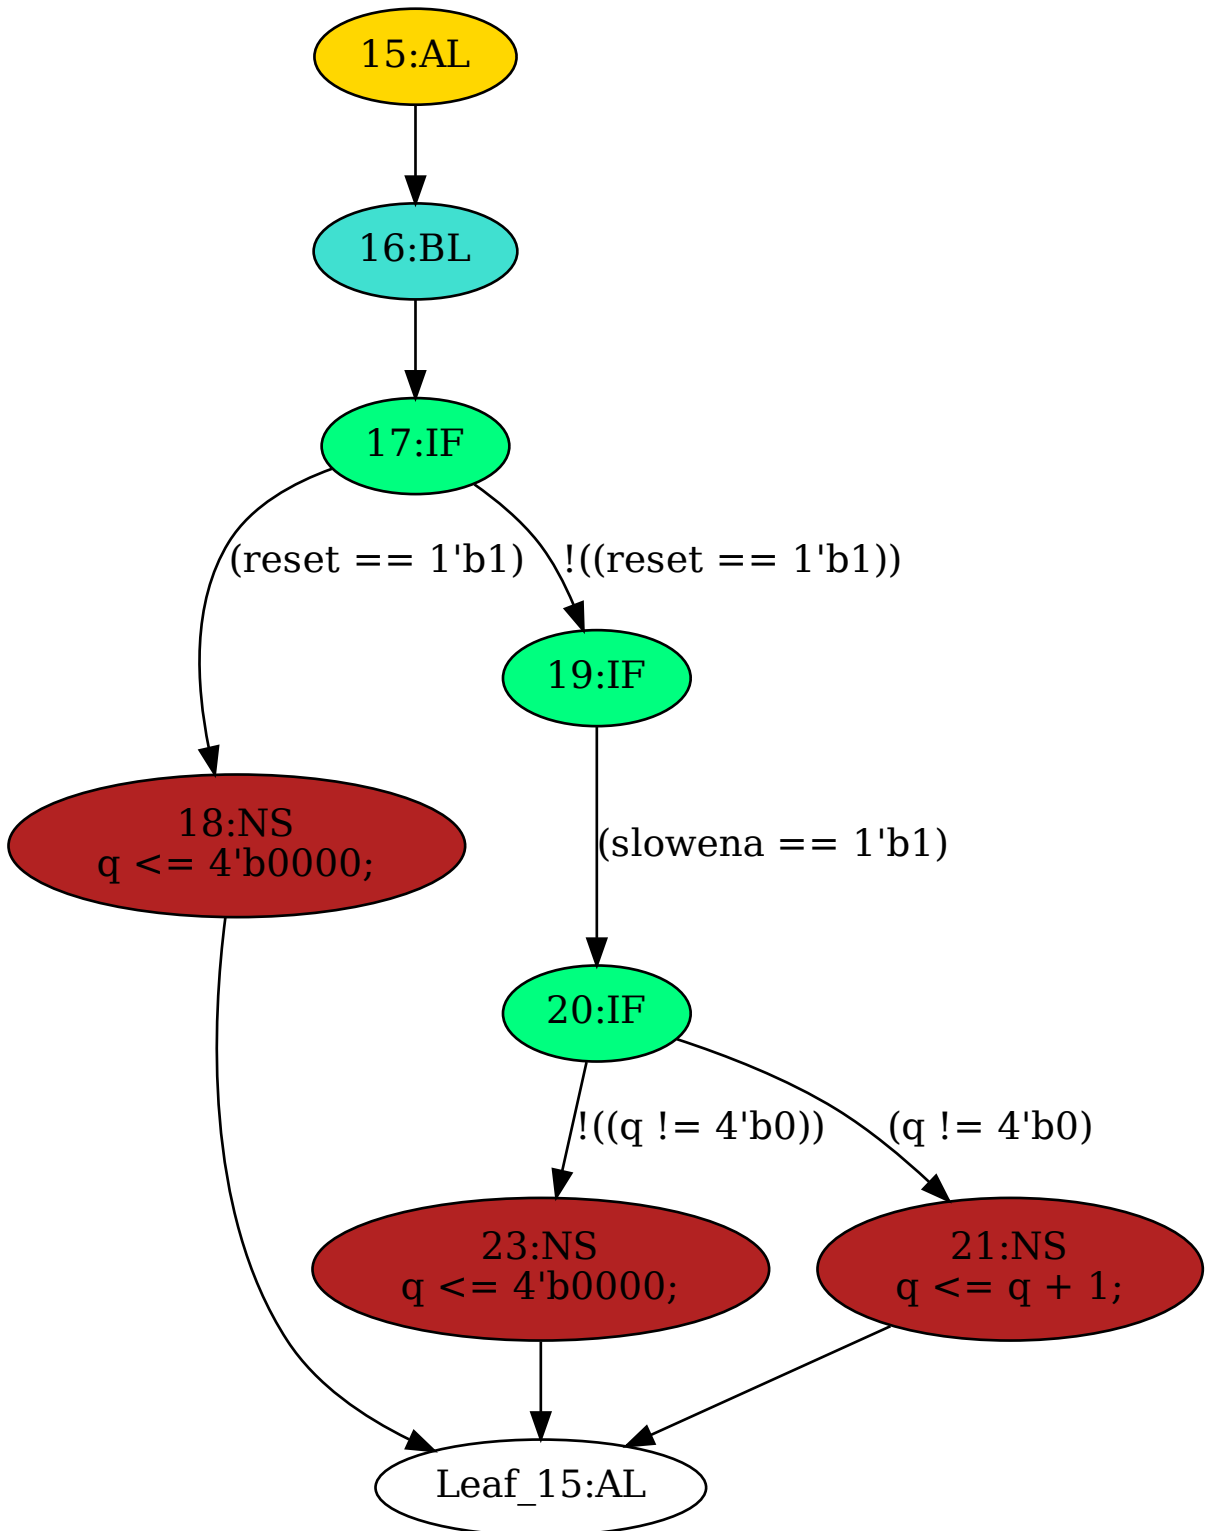 15:AL
16:BL
17:IF
(reset == 1'b1)
!((reset == 1'b1))
19:IF
18:NS
q <= 4'b0000;
(slowena == 1'b1)
20:IF
!((q != 4'b0))
(q != 4'b0)
23:NS
q <= 4'b0000;
21:NS
q <= q + 1;
Leaf_15:AL